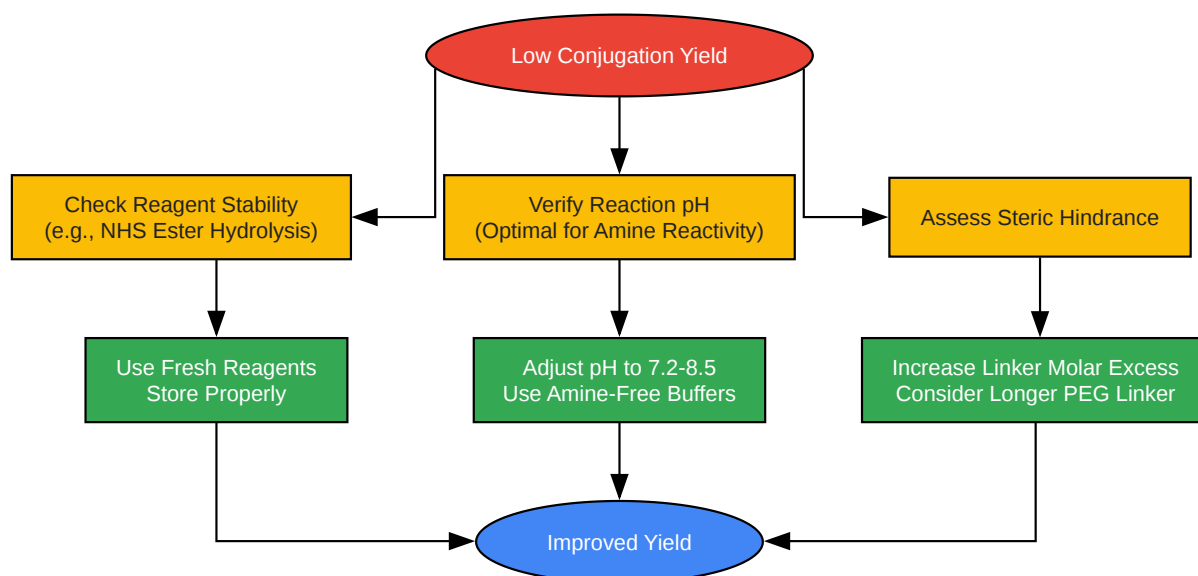 Low Conjugation Yield
Check Reagent Stability
(e.g., NHS Ester Hydrolysis)
Verify Reaction pH
(Optimal for Amine Reactivity)
Assess Steric Hindrance
Use Fresh Reagents
Store Properly
Adjust pH to 7.2-8.5
Use Amine-Free Buffers
Increase Linker Molar Excess
Consider Longer PEG Linker
Improved Yield